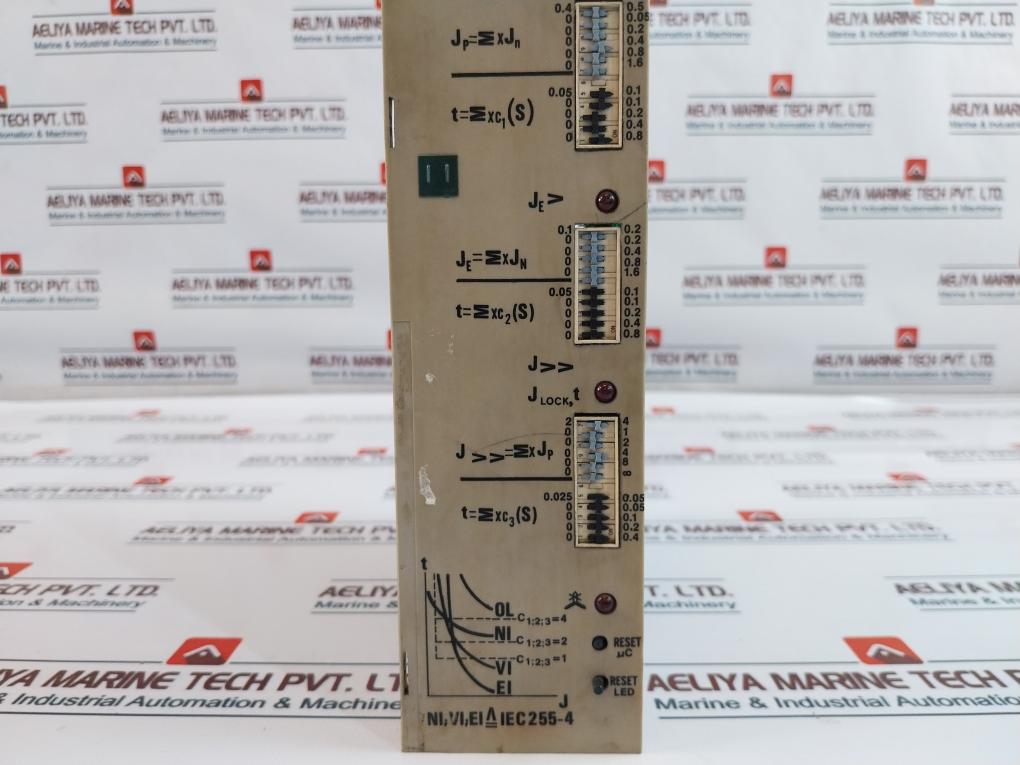 AELIYA MARINE TECH PVT. LTD.
Marine & Industrial Automation & Machinery
0.4 0.5
0 0.2
0 0.4
0 0.8
0 1.6
JP=ΣxJn
0.05 0.1
0 0.1
0 0.2
0 0.4
0 0.8
t=Σxc1(S)
ON
JE>
0.1 0.2
0 0.2
0 0.4
0 0.8
0 1.6
JE=ΣxJN
0.05 0.1
0 0.1
0 0.2
0 0.4
0 0.8
t=Σxc2(S)
ON
J>>
JLOCK,t
2 4
0 1
0 2
0 4
0 8
0 ∞
J>>=ΣxJP
0.025 0.05
0 0.05
0 0.1
0 0.2
0 0.4
t=Σxc3(S)
ON
t
OL
C1;2;3=4
NI
C1;2;3=2
C1;2;3=1
VI
EI
J
RESET
µC
RESET
LED
NI,VI,EI≙IEC255-4